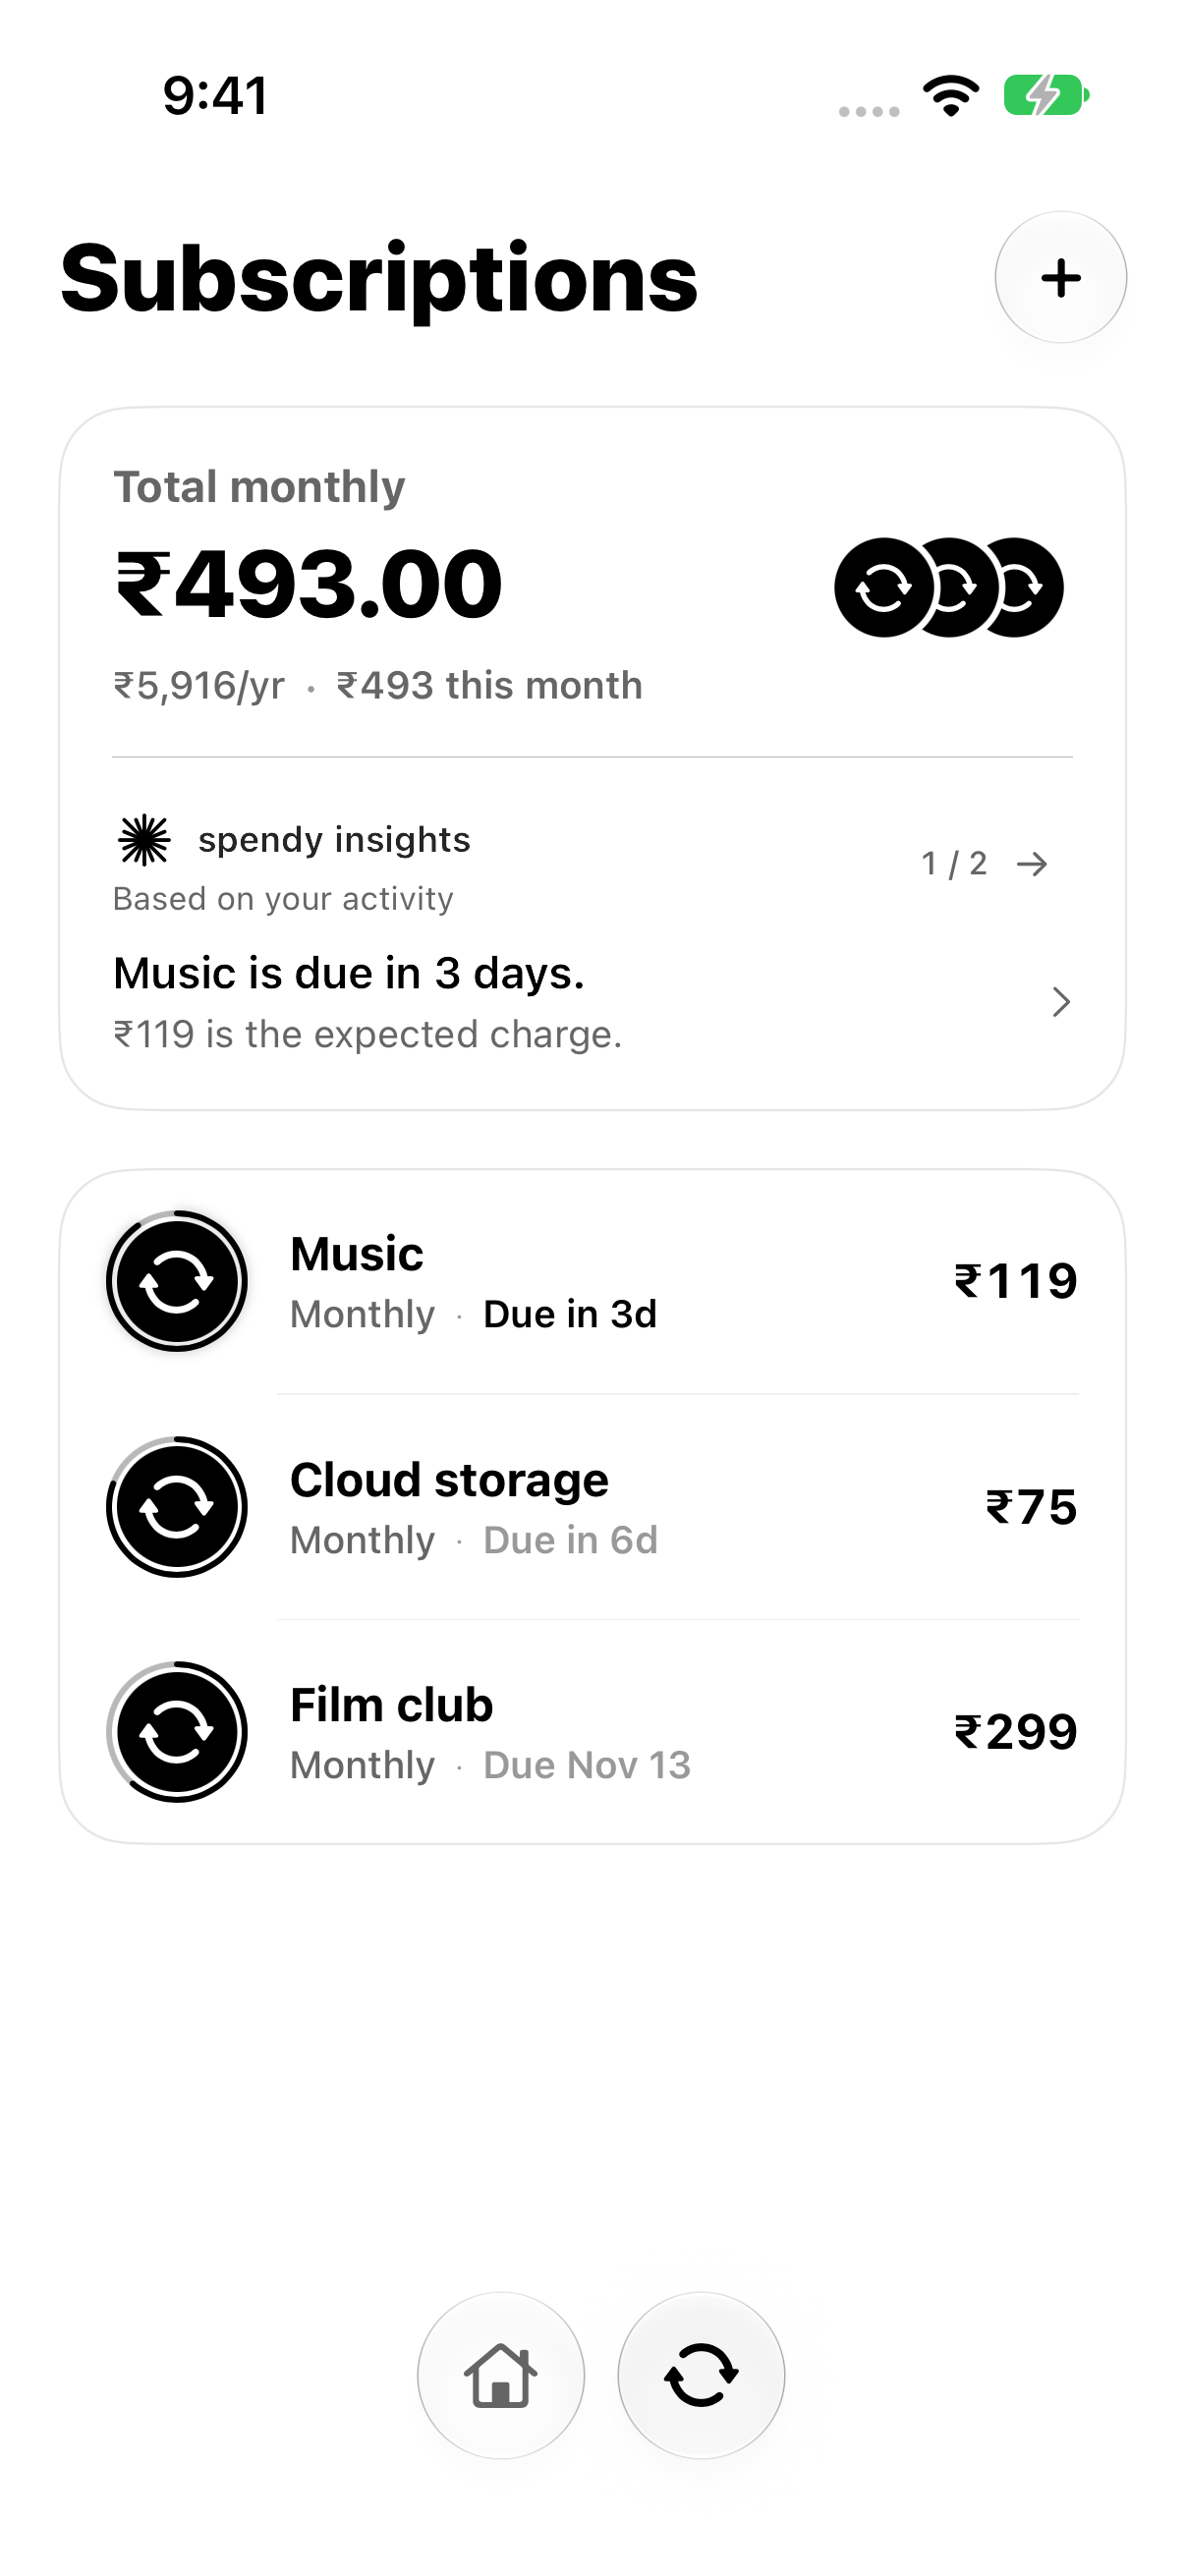 9:41
Subscriptions
Total monthly
₹493.00
₹5,916/yr · ₹493 this month
spendy insights
Based on your activity
1 / 2
Music is due in 3 days.
₹119 is the expected charge.
Music
Monthly · Due in 3d
₹119
Cloud storage
Monthly · Due in 6d
₹75
Film club
Monthly · Due Nov 13
₹299